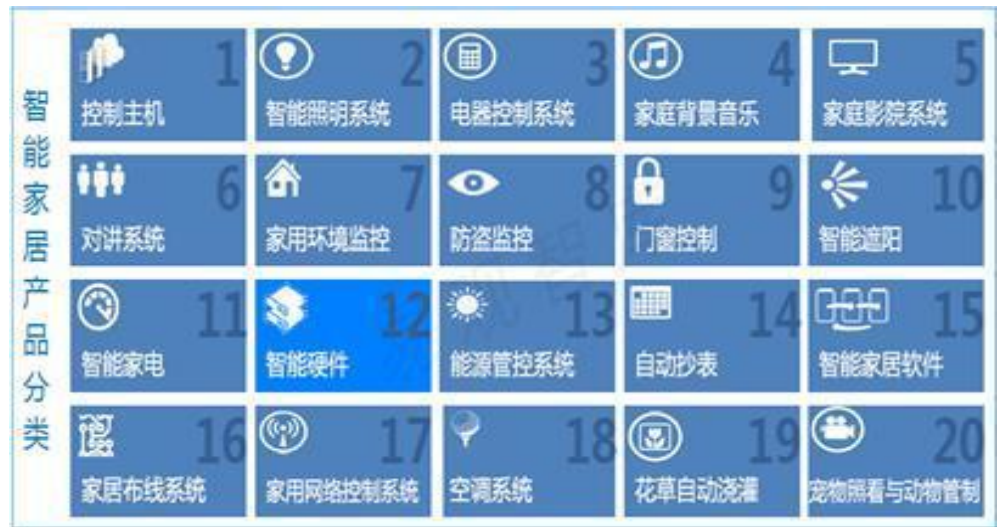 智能家居产品分类
1
控制主机
2
智能照明系统
3
电器控制系统
4
家庭背景音乐
5
家庭影院系统
6
对讲系统
7
家用环境监控
8
防盗监控
9
门窗控制
10
智能遮阳
11
智能家电
12
智能硬件
13
能源管控系统
14
自动抄表
15
智能家居软件
16
家居布线系统
17
家用网络控制系统
18
空调系统
19
花草自动浇灌
20
宠物照看与动物管制